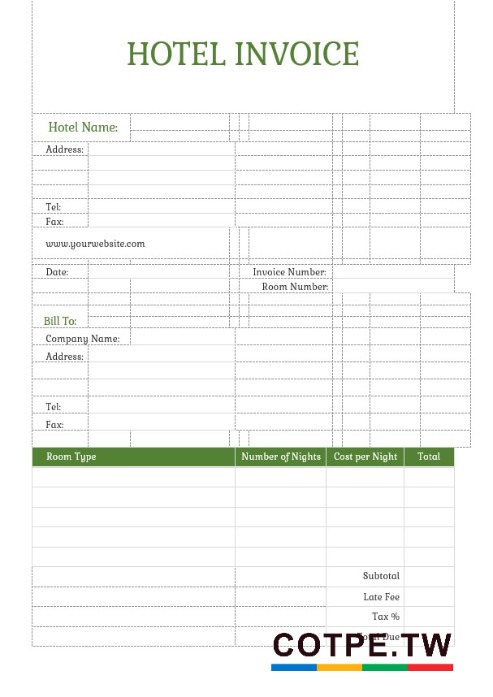 HOTEL INVOICE
Hotel Name:
Address:
Tel:
Fax:
www.yourwebsite.com
Date: Invoice Number:
Room Number:
Bill To:
Company Name:
Address:
Tel:
Fax:
Room Type Number of Nights Cost per Night Total
Subtotal
Late Fee
Tax %
Total Due
COTPE.TW